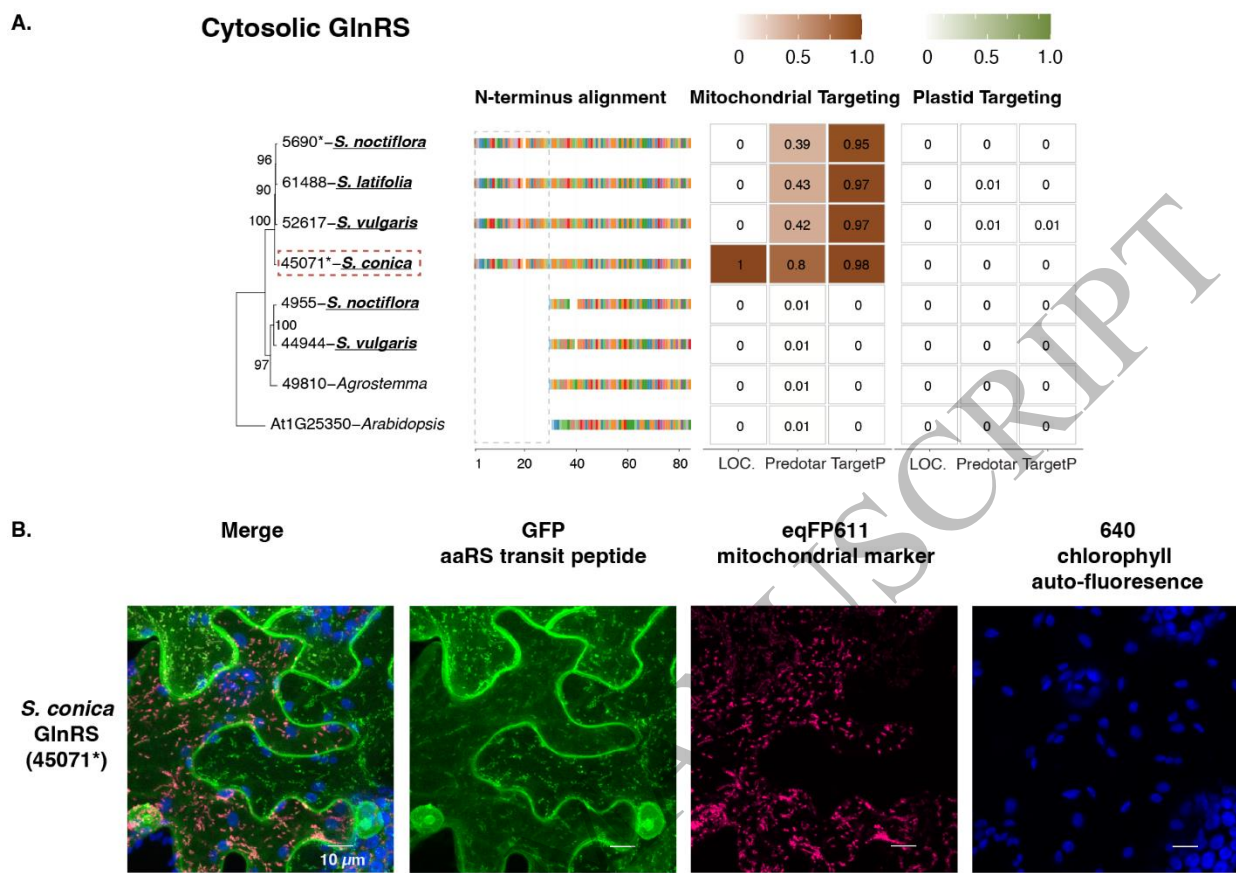 A.
Cytosolic GlnRS
0 0.5 1.0 0 0.5 1.0
N-terminus alignment Mitochondrial Targeting Plastid Targeting
5690*–S. noctiflora 0 0.39 0.95 0 0 0
96
61488–S. latifolia 0 0.43 0.97 0 0.01 0
90
100
52617–S. vulgaris 0 0.42 0.97 0 0.01 0.01
45071*–S. conica 1 0.8 0.98 0 0 0
4955–S. noctiflora 0 0.01 0 0 0 0
100
44944–S. vulgaris 0 0.01 0 0 0 0
97
49810–Agrostemma 0 0.01 0 0 0 0
At1G25350–Arabidopsis 0 0.01 0 0 0 0
1 20 40 60 80 LOC. Predotar TargetP LOC. Predotar TargetP
B.
Merge
GFP
aaRS transit peptide
eqFP611
mitochondrial marker
640
chlorophyll
auto-fluoresence
S. conica
GlnRS
(45071*)
10 µm